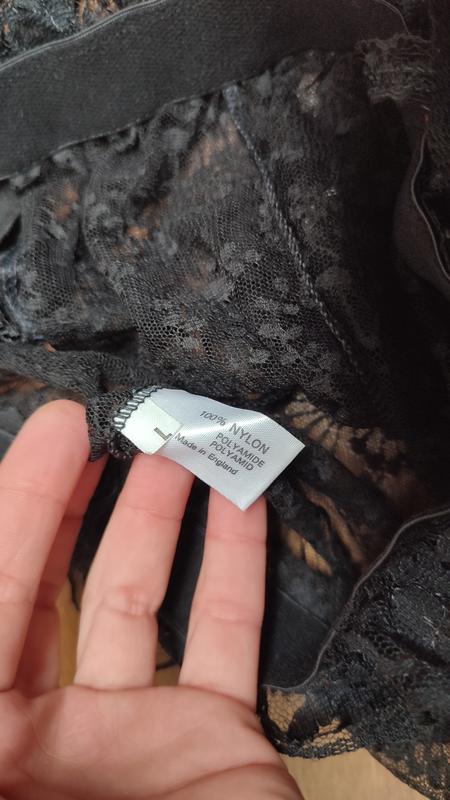 L
100% NYLON
POLYAMIDE
POLYAMID
Made in England